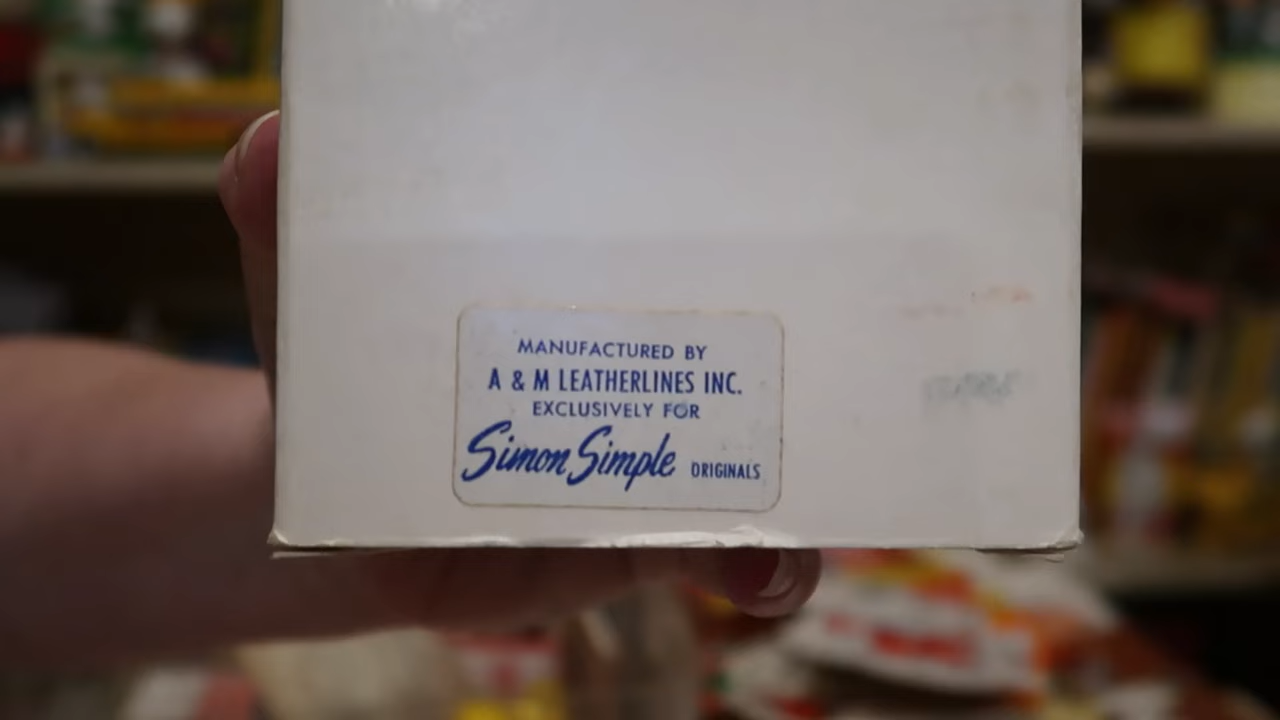 MANUFACTURED BY
A & M LEATHERLINES INC.
EXCLUSIVELY FOR
Simon Simple ORIGINALS